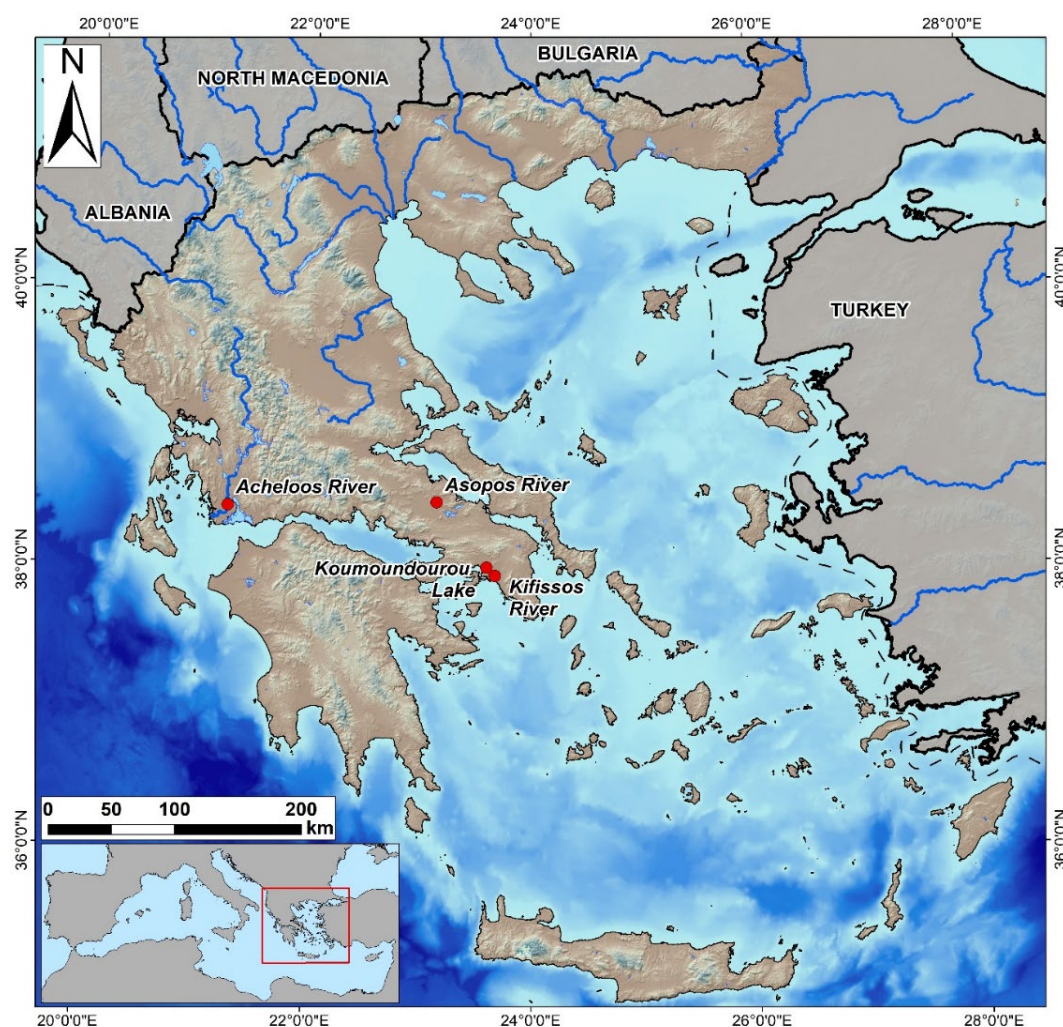 20°0'0"E 22°0'0"E 24°0'0"E 26°0'0"E 28°0'0"E
N
BULGARIA
NORTH MACEDONIA
ALBANIA
40°0'0"N
40°0'0"N
TURKEY
Acheloos River
Asopos River
38°0'0"N
38°0'0"N
Koumoundourou
Lake
Kifissos
River
0 50 100 200
km
36°0'0"N
36°0'0"N
20°0'0"E 22°0'0"E 24°0'0"E 26°0'0"E 28°0'0"E